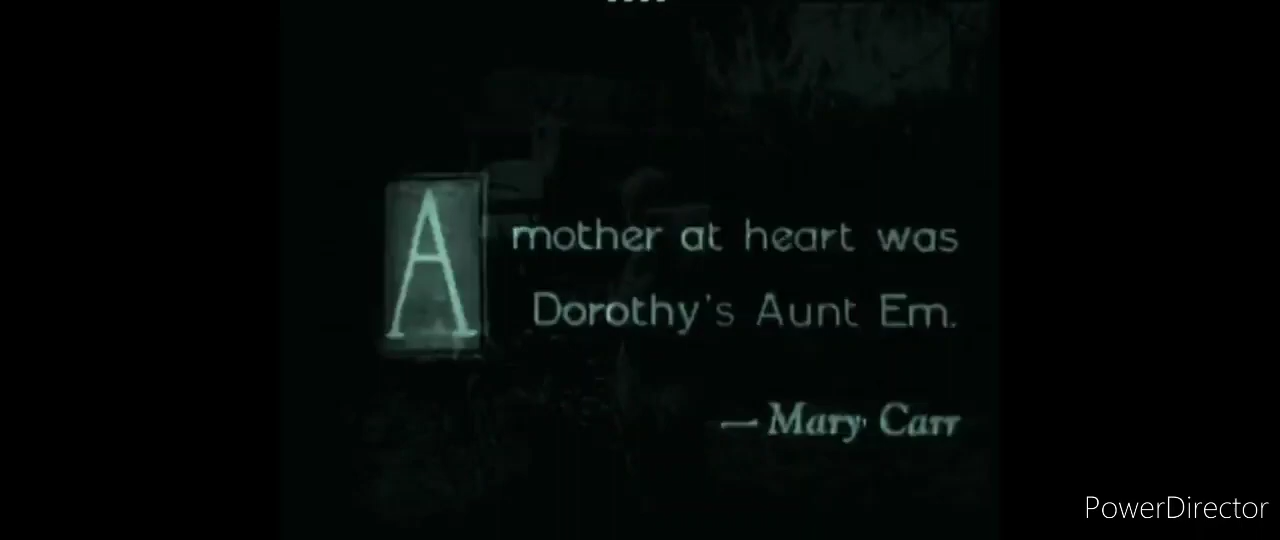 A mother at heart was
Dorothy's Aunt Em.
— Mary Carr
PowerDirector